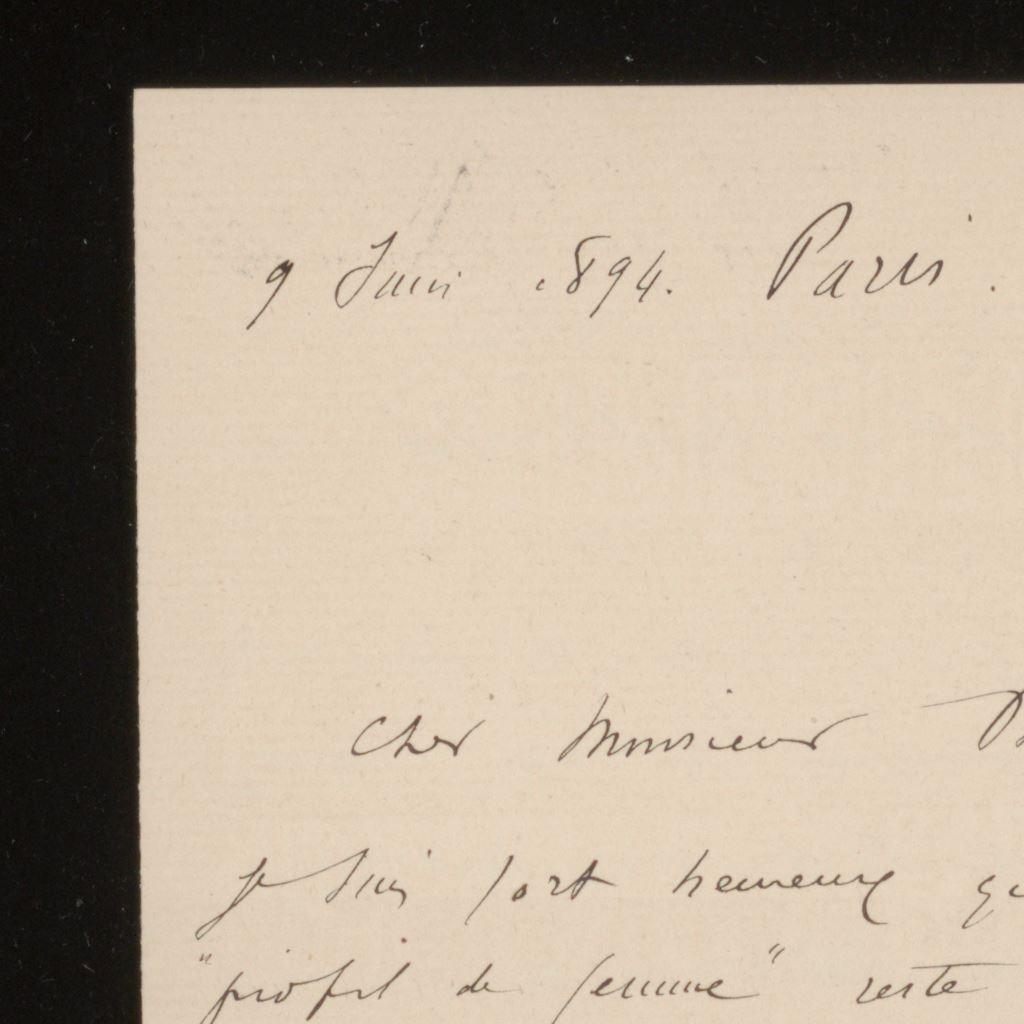 9 Juin 1894. Paris.
Cher Monsieur
je suis fort heureux
"profil de femme" reste